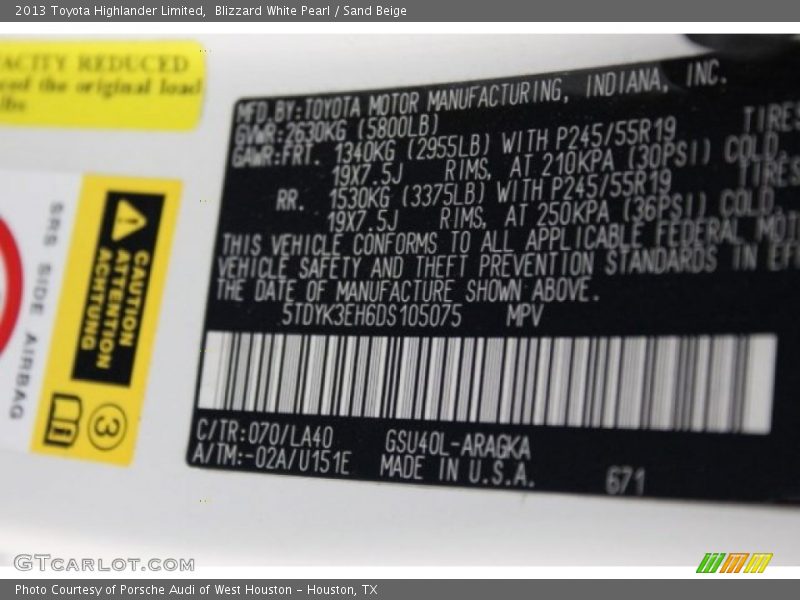 2013 Toyota Highlander Limited, Blizzard White Pearl / Sand Beige
REDUCED
the original load
MFD.BY:TOYOTA MOTOR MANUFACTURING, INDIANA, INC.
GVWR:2630KG (5800LB)
GAWR:FRT. 1340KG (2955LB) WITH P245/55R19 TIRES
19X7.5J RIMS, AT 210KPA (30PSI) COLD,
RR. 1530KG (3375LB) WITH P245/55R19 TIRES
19X7.5J RIMS, AT 250KPA (36PSI) COLD,
THIS VEHICLE CONFORMS TO ALL APPLICABLE FEDERAL
VEHICLE SAFETY AND THEFT PREVENTION STANDARDS IN
THE DATE OF MANUFACTURE SHOWN ABOVE.
5TDYK3EH6DS105075 MPV
C/TR:070/LA40 GSU40L-ARAGKA
A/TM:-02A/U151E MADE IN U.S.A. 671
SRS SIDE AIRBAG
CAUTION
ATTENTION
ACHTUNG
3
GTCARLOT.COM
Photo Courtesy of Porsche Audi of West Houston - Houston, TX